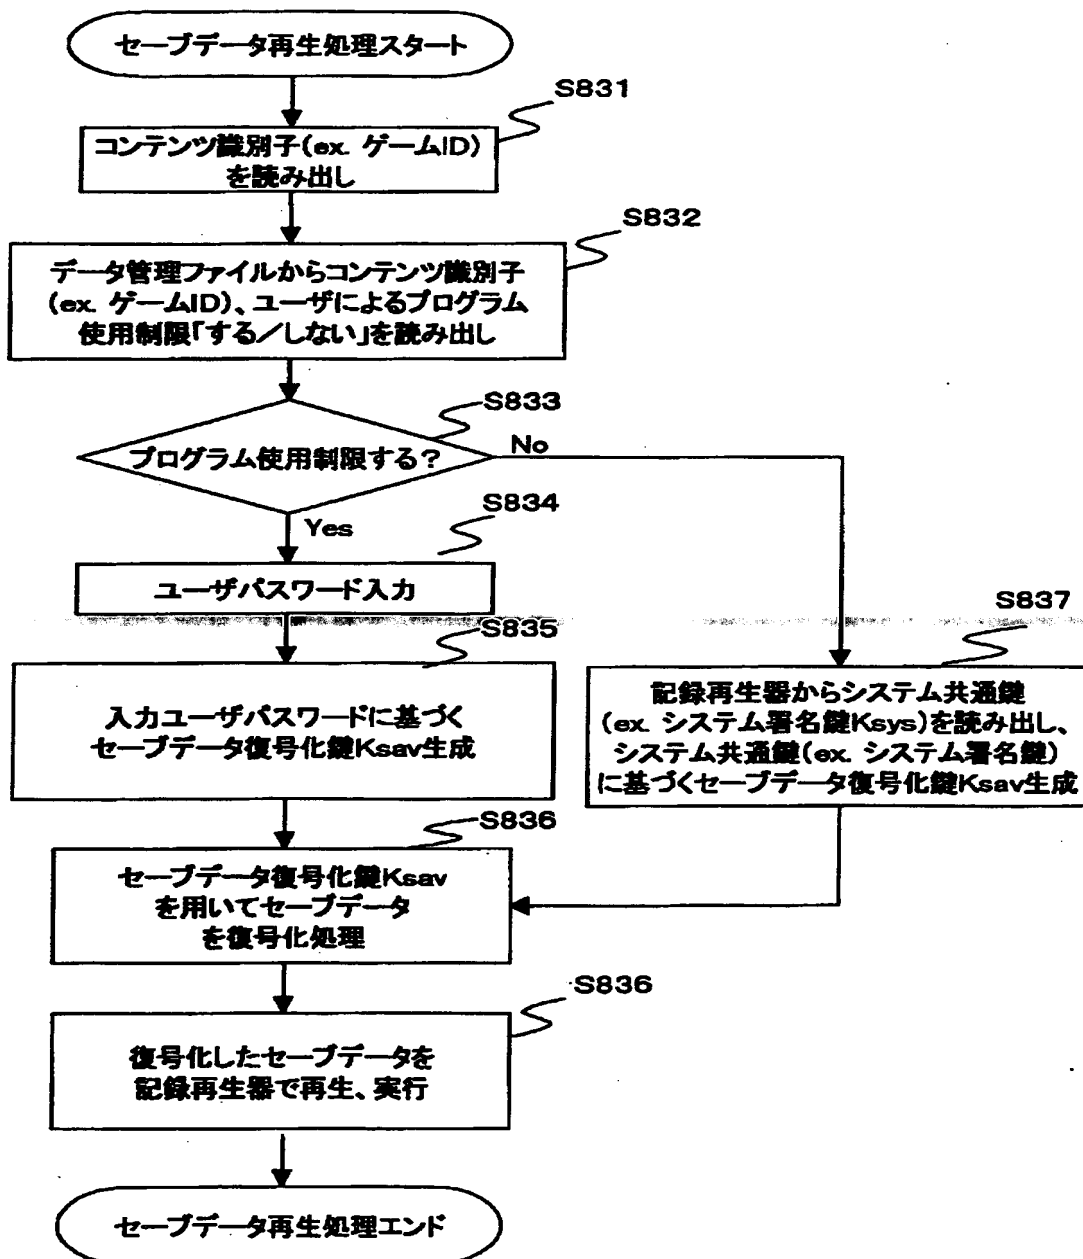 セーブデータ再生処理スタート
S831
コンテンツ識別子(ex. ゲームID)
を読み出し
S832
データ管理ファイルからコンテンツ識別子
(ex. ゲームID)、ユーザによるプログラム
使用制限「する/しない」を読み出し
S833
プログラム使用制限する?
No
Yes
S834
ユーザパスワード入力
S835
入力ユーザパスワードに基づく
セーブデータ復号化鍵Ksav生成
S837
記録再生器からシステム共通鍵
(ex. システム署名鍵Ksys)を読み出し、
システム共通鍵(ex. システム署名鍵)
に基づくセーブデータ復号化鍵Ksav生成
S836
セーブデータ復号化鍵Ksav
を用いてセーブデータ
を復号化処理
S836
復号化したセーブデータを
記録再生器で再生、実行
セーブデータ再生処理エンド